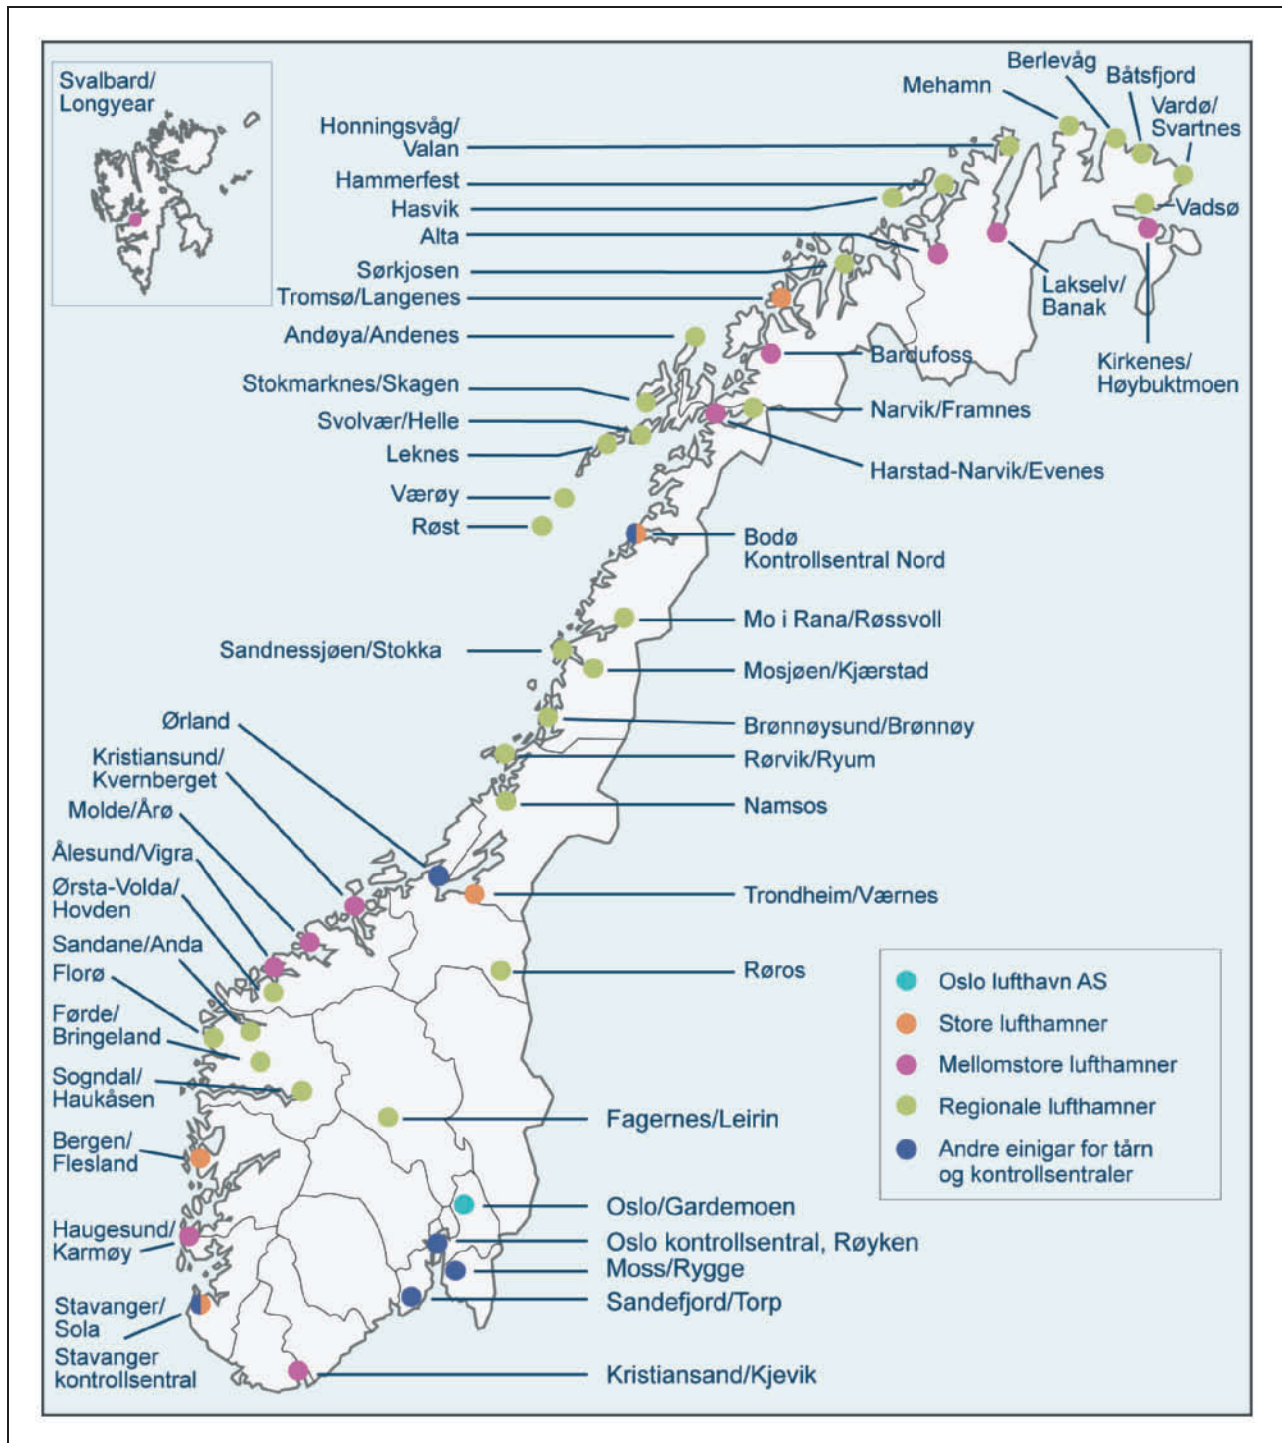 Svalbard/
Longyear
Berlevåg
Mehamn
Båtsfjord
Vardø/
Svartnes
Honningsvåg/
Valan
Hammerfest
Hasvik
Vadsø
Alta
Sørkjosen
Lakselv/
Banak
Tromsø/Langenes
Andøya/Andenes
Bardufoss
Kirkenes/
Høybuktmoen
Stokmarknes/Skagen
Narvik/Framnes
Svolvær/Helle
Leknes
Harstad-Narvik/Evenes
Værøy
Røst
Bodø
Kontrollsentral Nord
Mo i Rana/Røssvoll
Sandnessjøen/Stokka
Mosjøen/Kjærstad
Ørland
Brønnøysund/Brønnøy
Kristiansund/
Kvernberget
Rørvik/Ryum
Molde/Årø
Namsos
Ålesund/Vigra
Ørsta-Volda/
Hovden
Trondheim/Værnes
Sandane/Anda
Florø
Røros
Førde/
Bringeland
Sogndal/
Haukåsen
Fagernes/Leirin
Bergen/
Flesland
Oslo/Gardemoen
Haugesund/
Karmøy
Oslo kontrollsentral, Røyken
Moss/Rygge
Sandefjord/Torp
Stavanger/
Sola
Stavanger
kontrollsentral
Kristiansand/Kjevik
Oslo lufthavn AS
Store lufthamner
Mellomstore lufthamner
Regionale lufthamner
Andre einigar for tårn
og kontrollsentraler